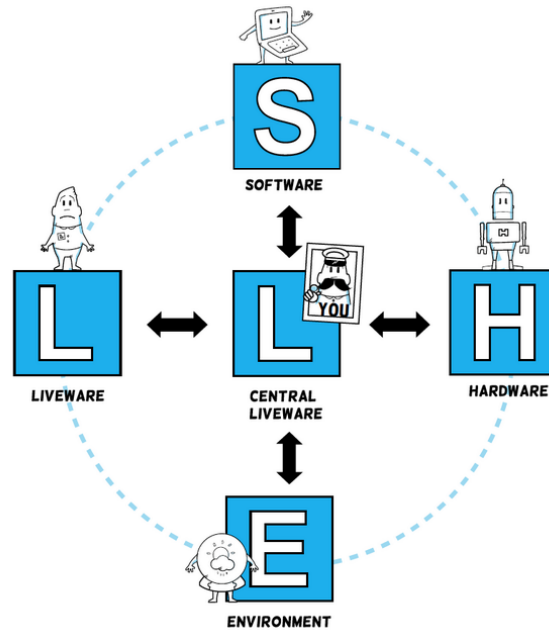 S
SOFTWARE
L
LIVEWARE
L
YOU
CENTRAL
LIVEWARE
H
H
HARDWARE
E
ENVIRONMENT